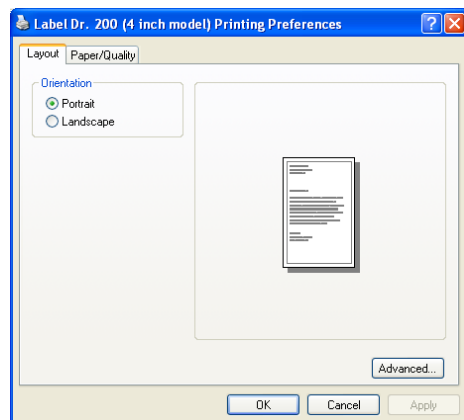 Label Dr. 200 (4 inch model) Printing Preferences
Layout Paper/Quality
Orientation
Portrait
Landscape
Advanced...
OK Cancel Apply